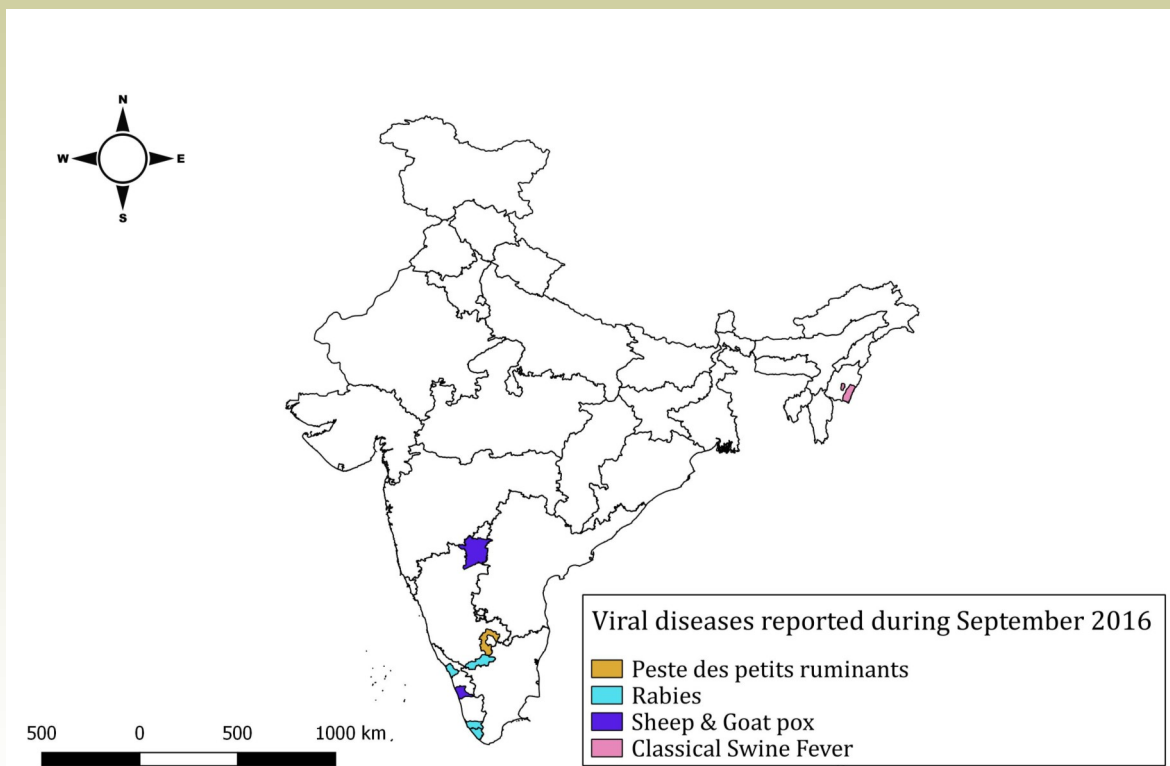 N
W E
S
Viral diseases reported during September 2016
Peste des petits ruminants
Rabies
Sheep & Goat pox
Classical Swine Fever
500 0 500 1000 km